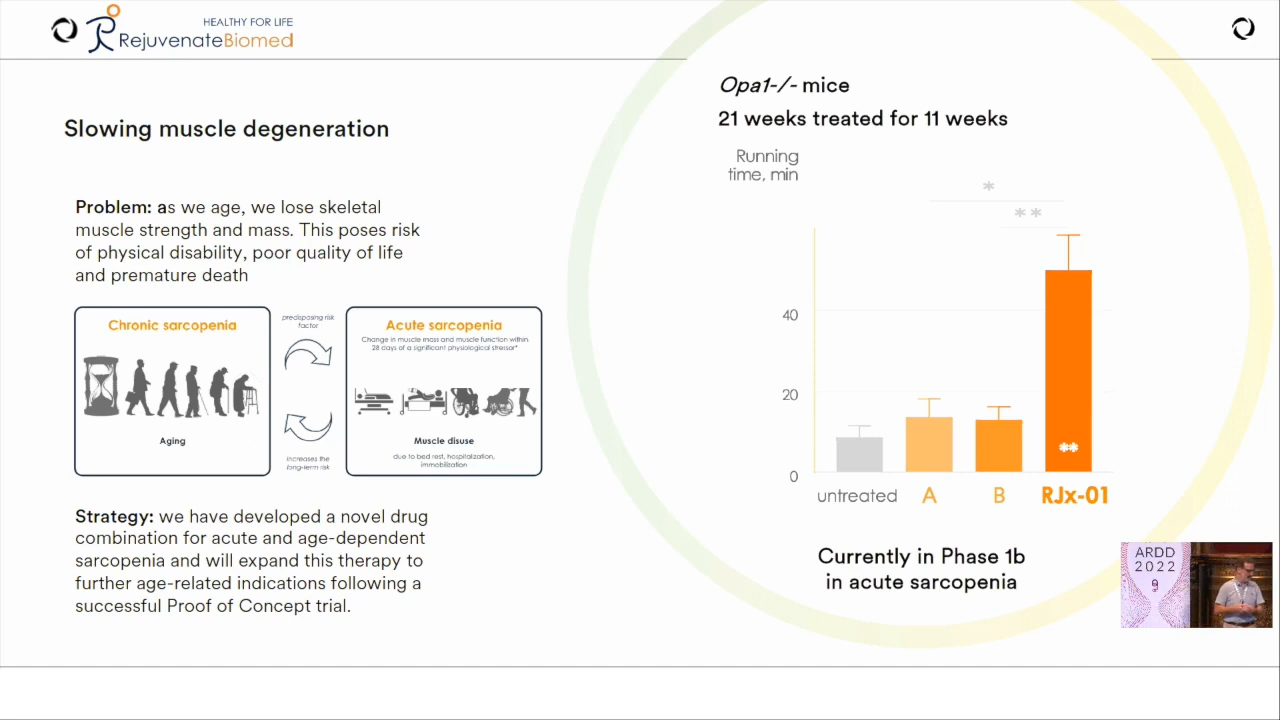 HEALTHY FOR LIFE
RejuvenateBiomed
Slowing muscle degeneration
Problem: as we age, we lose skeletal
muscle strength and mass. This poses risk
of physical disability, poor quality of life
and premature death
Chronic sarcopenia
Aging
predisposing risk
factor
increases the
long-term risk
Acute sarcopenia
Change in muscle mass and muscle function within
28 days of a significant physiological stressor*
Muscle disuse
due to bed rest, hospitalization,
immobilization
Strategy: we have developed a novel drug
combination for acute and age-dependent
sarcopenia and will expand this therapy to
further age-related indications following a
successful Proof of Concept trial.
Opa1-/- mice
21 weeks treated for 11 weeks
Running
time, min
*
**
40
20
0
**
untreated A B RJx-01
Currently in Phase 1b
in acute sarcopenia
ARDD
2022